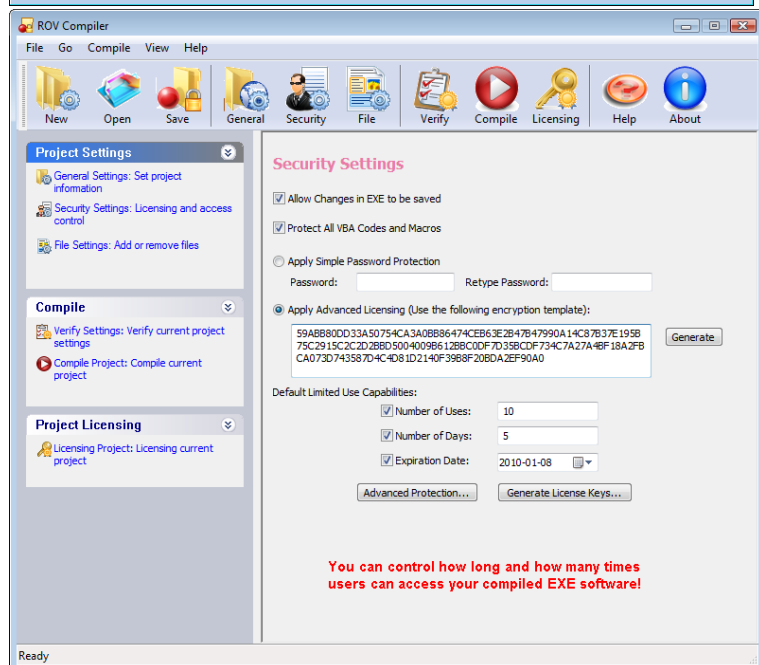 ROV Compiler
File Go Compile View Help
New Open Save General Security File Verify Compile Licensing Help About
Project Settings
General Settings: Set project
information
Security Settings: Licensing and access
control
File Settings: Add or remove files
Compile
Verify Settings: Verify current project
settings
Compile Project: Compile current
project
Project Licensing
Licensing Project: Licensing current
project
Security Settings
Allow Changes in EXE to be saved
Protect All VBA Codes and Macros
Apply Simple Password Protection
Password: Retype Password:
Apply Advanced Licensing (Use the following encryption template):
59ABB80DD33A50754CA3A0BB86474CEB63E2B47B47990A14C87B37E195B
75C2915C2C2D2BBD5004009B612BBC0DF7D35BCDF734C7A27A4BF18A2FB
CA073D743587D4C4D81D2140F39B8F20BDA2EF90A0
Generate
Default Limited Use Capabilities:
Number of Uses: 10
Number of Days: 5
Expiration Date: 2010-01-08
Advanced Protection... Generate License Keys...
You can control how long and how many times
users can access your compiled EXE software!
Ready